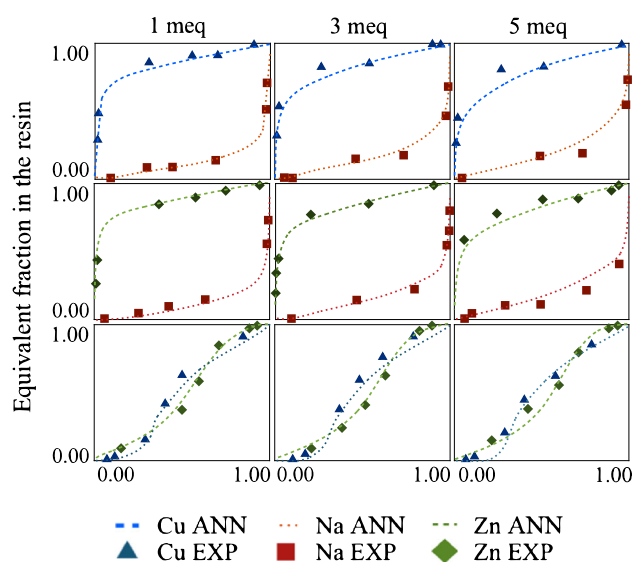 1 meq 3 meq 5 meq
Equivalent fraction in the resin
1.00
0.00
1.00
0.00
1.00
0.00
0.00 1.00 0.00 1.00 0.00 1.00
Cu ANN Na ANN Zn ANN
Cu EXP Na EXP Zn EXP